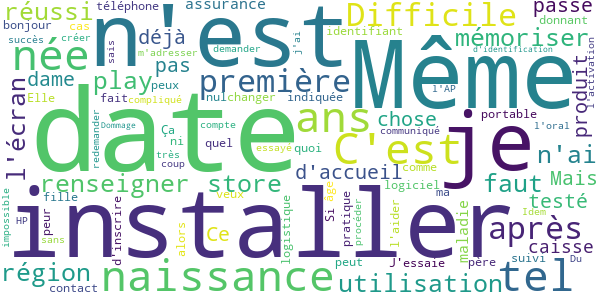 réussi
téléphone
assurance
Difficile
passe
bonjour
cas
n'est
J'ai
identifiant
donnant
succès
créer
déjà
m'adresser
demander
Même
mémoriser
d'identification
née
sais
pas
première
dame
play
peux
l'AP
produit
l'activation
Elle
fait
compliqué
nul
changer
indiquée
portable
l'écran
date
ans
chose
redemander
Dommage
Ça
compte
communiqué
je
l'oral
ni
quel
essayé
quoi
C'est
n'ai
très
coup
d'accueil
comme
Mais
renseigner
store
logiciel
faut
impossible
fille
veux
Si
âge
ma
testé
HP
peur
installer
pratique
l'aider
maladie
après
Idem
d'inscrire
Ce
logistique
procéder
caisse
sans
alors
région
naissance
peut
J'essaie
père
tel
suivi
Du
contact
utilisation